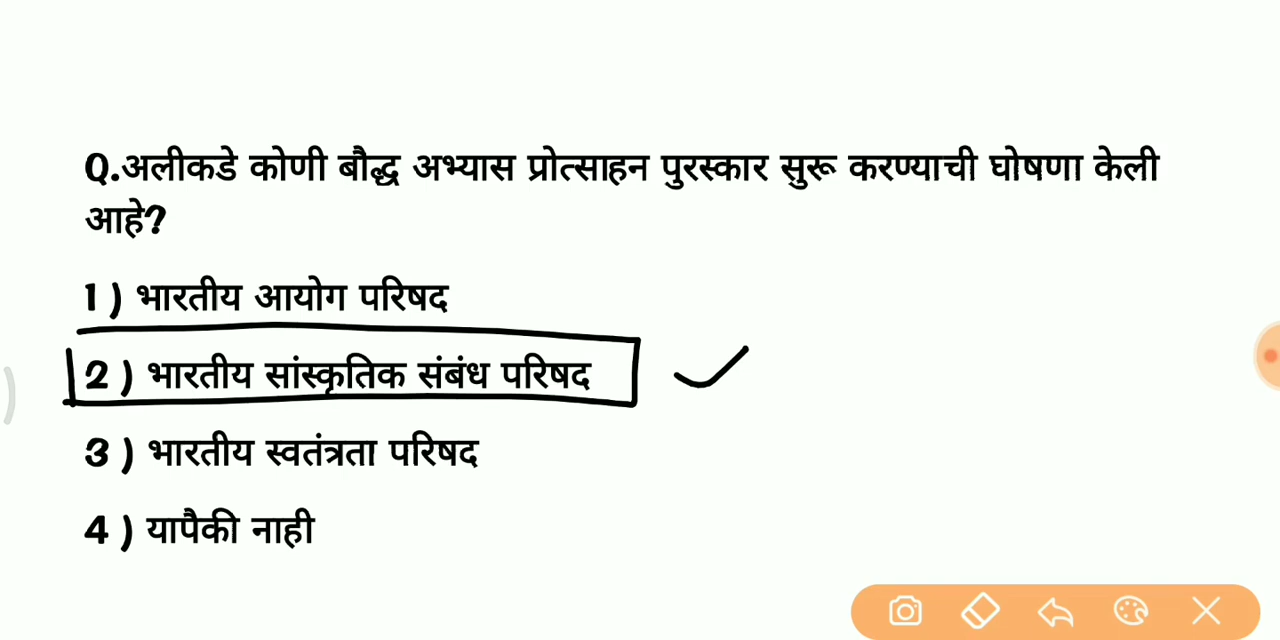 Q.अलीकडे कोणी बौद्ध अभ्यास प्रोत्साहन पुरस्कार सुरू करण्याची घोषणा केली
आहे?
1 ) भारतीय आयोग परिषद
2 ) भारतीय सांस्कृतिक संबंध परिषद
3 ) भारतीय स्वतंत्रता परिषद
4 ) यापैकी नाही